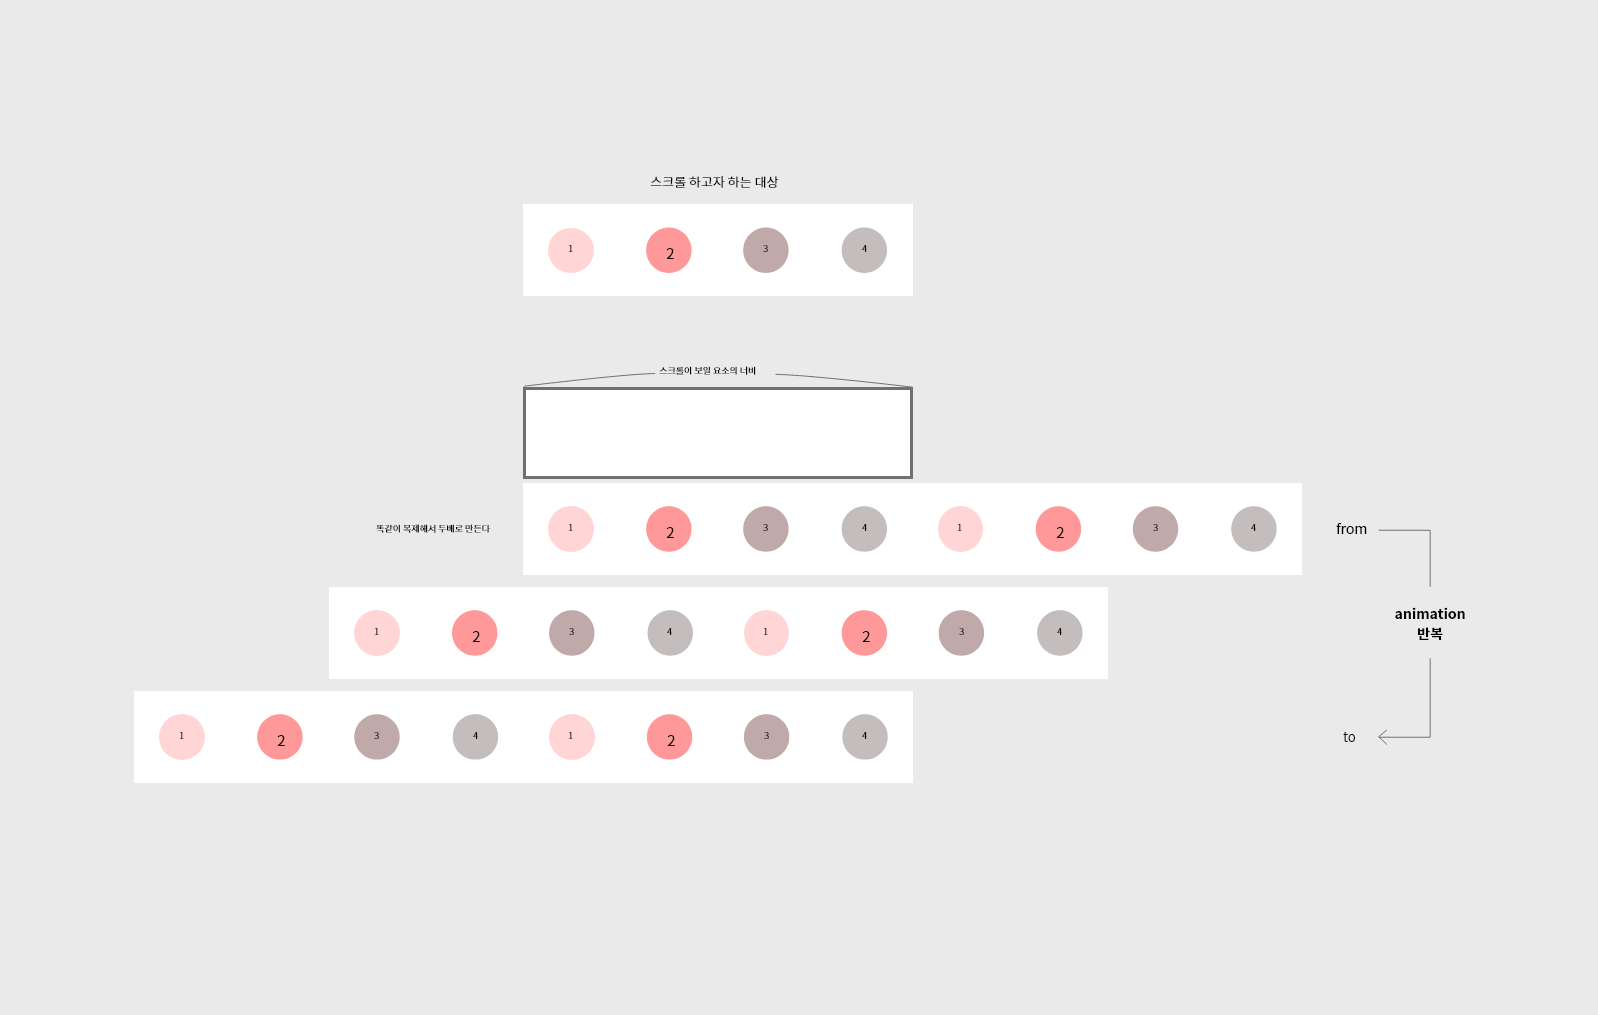 스크롤 하고자 하는 대상
1 2 3 4
스크롤이 보일 요소의 너비
똑같이 복제해서 두배로 만든다
1 2 3 4 1 2 3 4
from
1 2 3 4 1 2 3 4
animation
반복
1 2 3 4 1 2 3 4
to